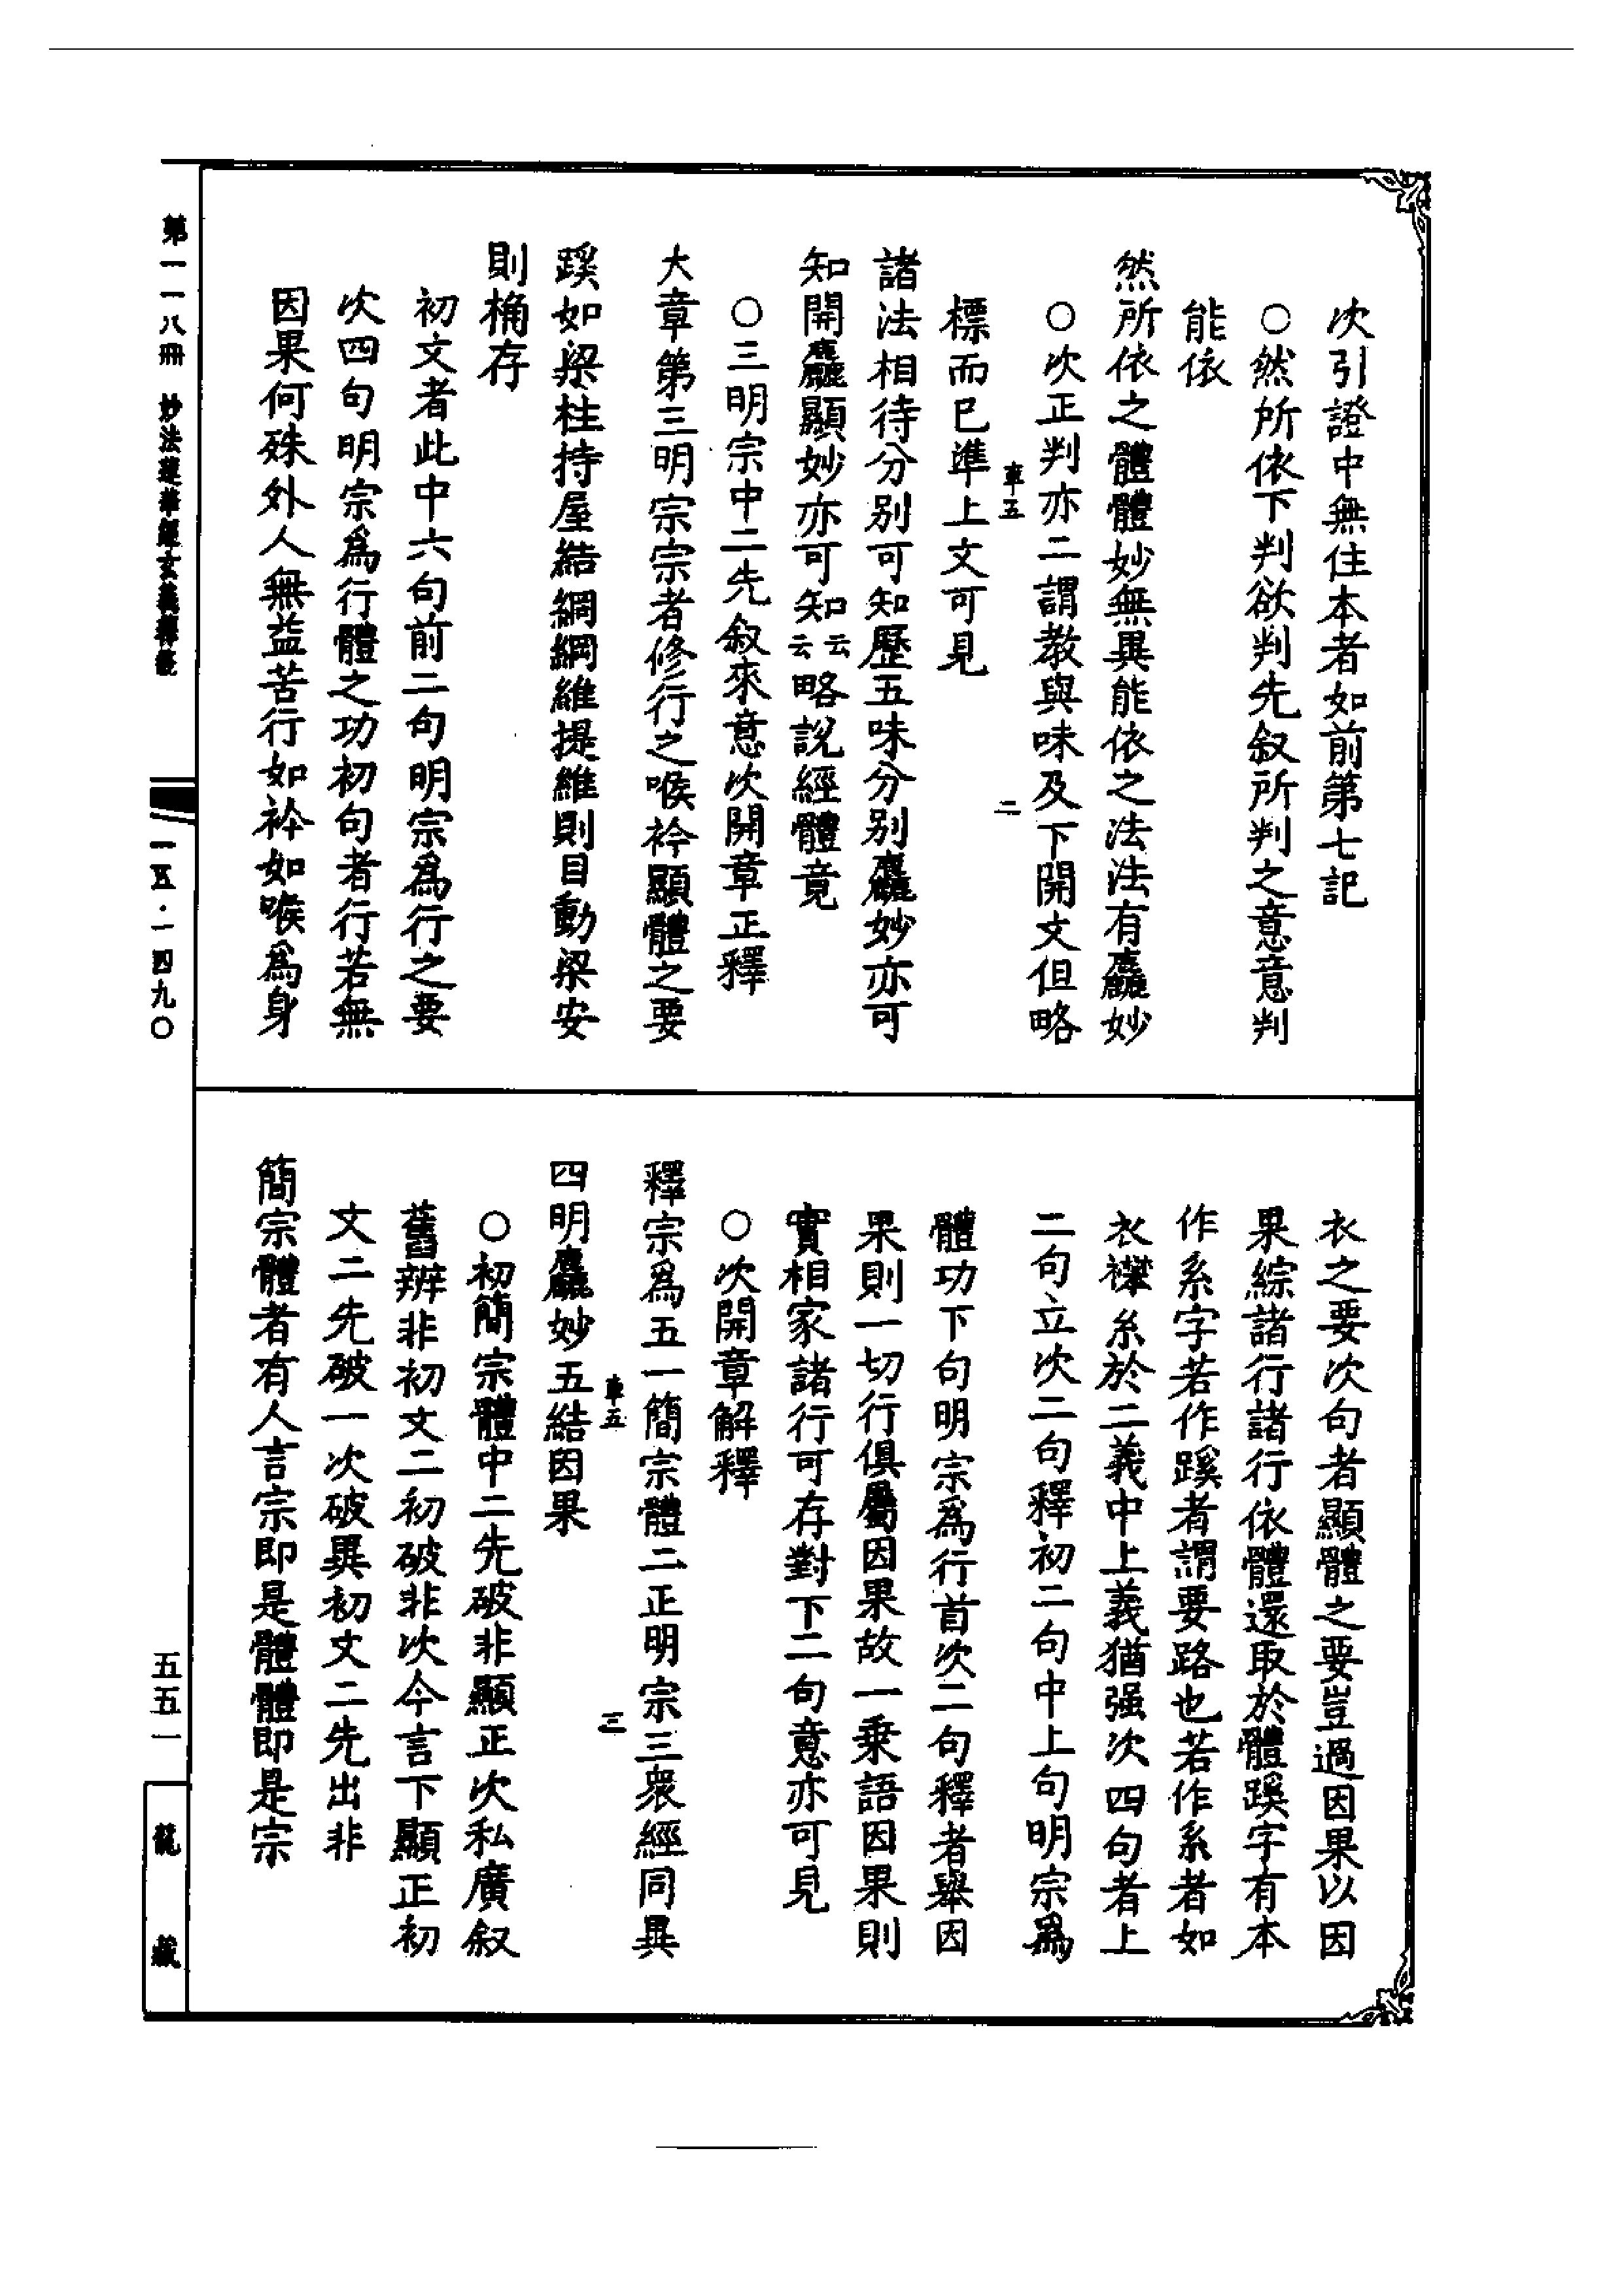 次引證中無住本者如前第七記
○然所依下判欲判先叙所判之意意判
能依
然所依之體體妙無異能依之法法有麤妙
○次正判亦二謂教與味及下開文但略
車五
二
標而已準上文可見
諸法相待分别可知歷五味分别麤妙亦可
知開麤顯妙亦可知云云略説經體竟
○三明宗中二先叙來意次開章正釋
大章第三明宗宗者修行之喉衿顯體之要
蹊如梁柱持屋結綱綱維提維則目動梁安
則桷存
初文者此中六句前二句明宗爲行之要
次四句明宗爲行體之功初句者行若無
因果何殊外人無益苦行如衿如喉爲身
衣之要次句者顯體之要豈過因果以因
果綜諸行諸行依體還取於體蹊字有本
作系字若作蹊者謂要路也若作系者如
衣襻糸於二義中上義猶强次四句者上
二句立次二句釋初二句中上句明宗爲
體功下句明宗爲行首次二句釋者舉因
果則一切行俱屬因果故一乗語因果則
實相家諸行可存對下二句意亦可見
○次開章解釋
釋宗爲五一簡宗體二正明宗三衆經同異
車五
三
四明麤妙五結因果
○初簡宗體中二先破非顯正次私廣叙
舊辨非初文二初破非次今言下顯正初
文二先破一次破異初文二先出非
簡宗體者有人言宗即是體體即是宗
第一一八冊　妙法蓮華經玄義釋籤
一五·一四九〇
五五一
龍藏